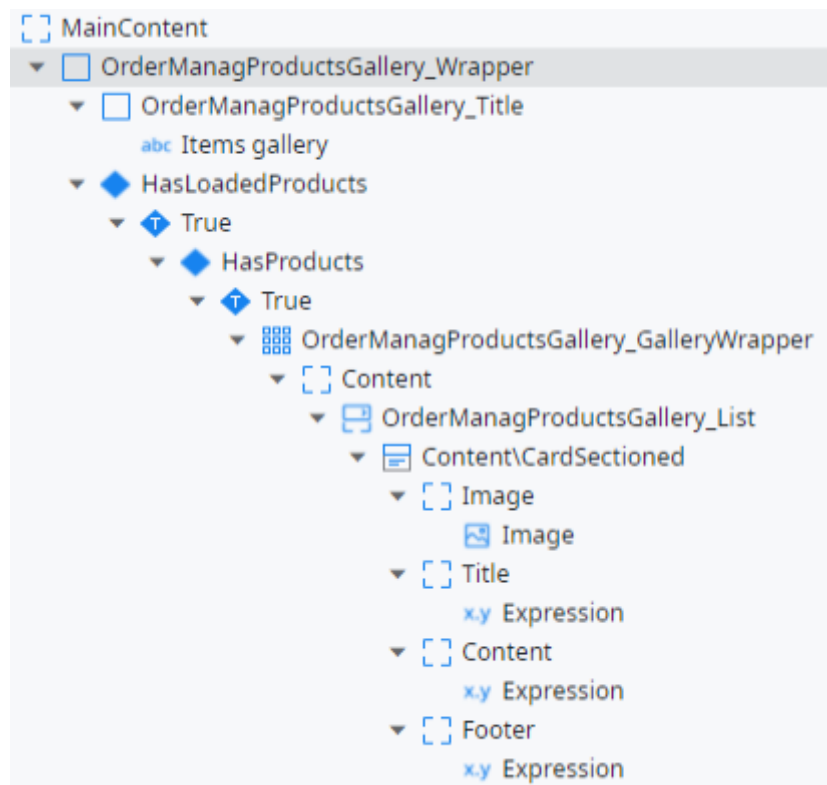 MainContent
OrderManagProductsGallery_Wrapper
OrderManagProductsGallery_Title
abc Items gallery
HasLoadedProducts
T True
HasProducts
T True
OrderManagProductsGallery_GalleryWrapper
Content
OrderManagProductsGallery_List
Content\CardSectioned
Image
Image
Title
x.y Expression
Content
x.y Expression
Footer
x.y Expression